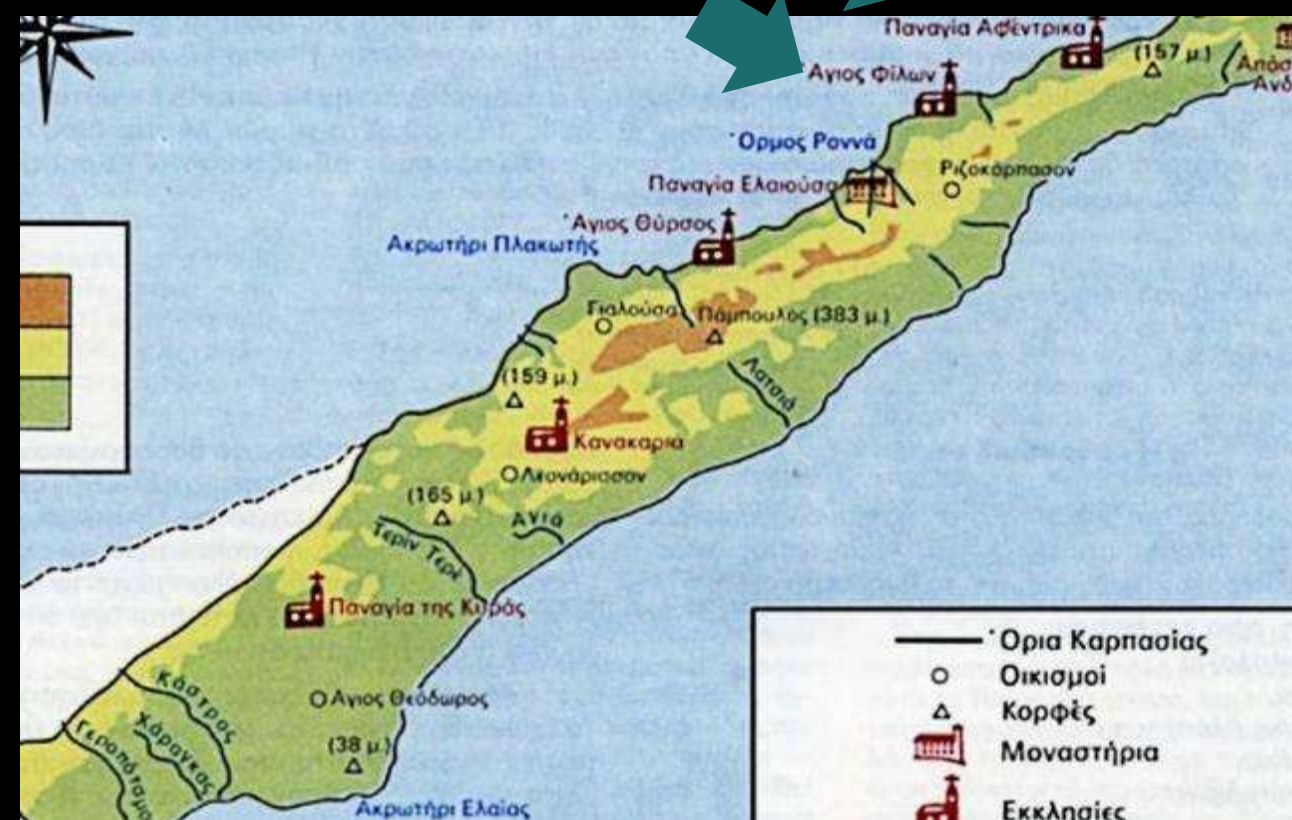 Παναγία Αφέντρικα
(157 μ.)
Άγιος Φίλων
Όρμος Ροννά
Ριζοκάρπασον
Παναγία Ελαιούσα
Άγιος Θύρσος
Ακρωτήρι Πλακωτής
Γιαλούσα
Πάμπουλος (383 μ.)
(159 μ.)
Λατσιά
Κανακαριά
Λεονάρισσον
(165 μ.)
Τερίν Τερέ
Παναγία της Κυράς
Κάστρος
Άγιος Θεόδωρος
Χάραγκας
(38 μ.)
Ακρωτήρι Ελαίας
Όρια Καρπασίας
Οικισμοί
Κορφές
Μοναστήρια
Εκκλησίες